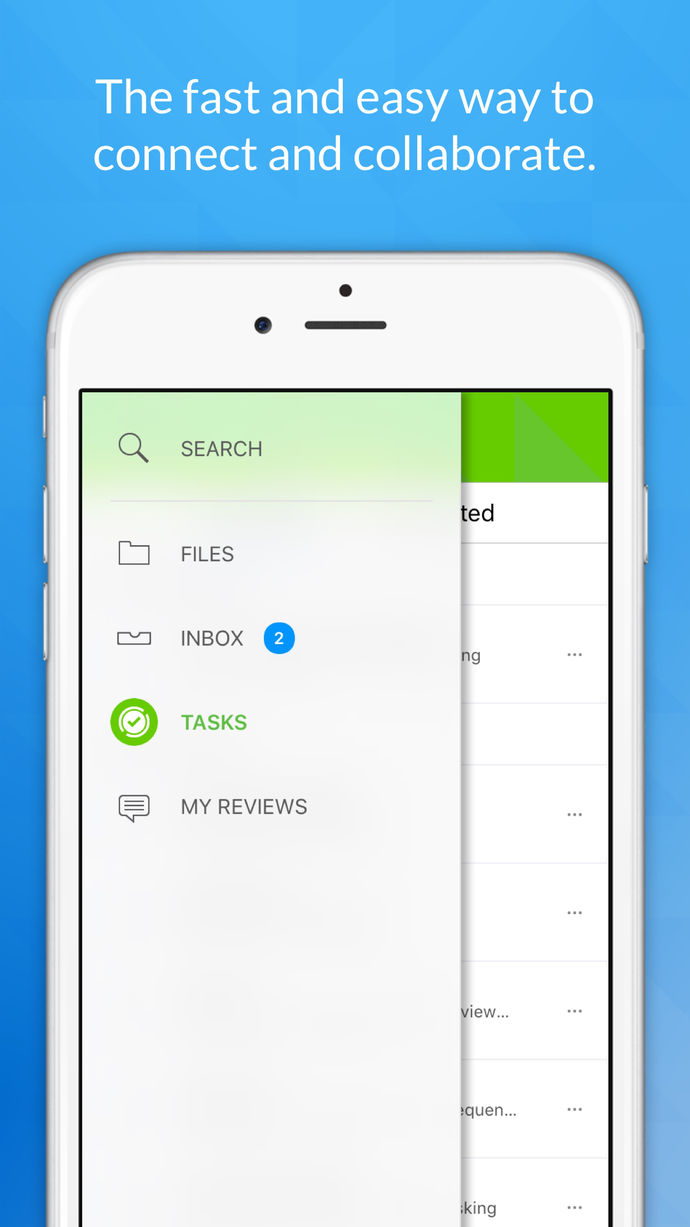 The fast and easy way to
connect and collaborate.
SEARCH
FILES
INBOX 2
TASKS
MY REVIEWS
ted
ng
view...
equen...
king